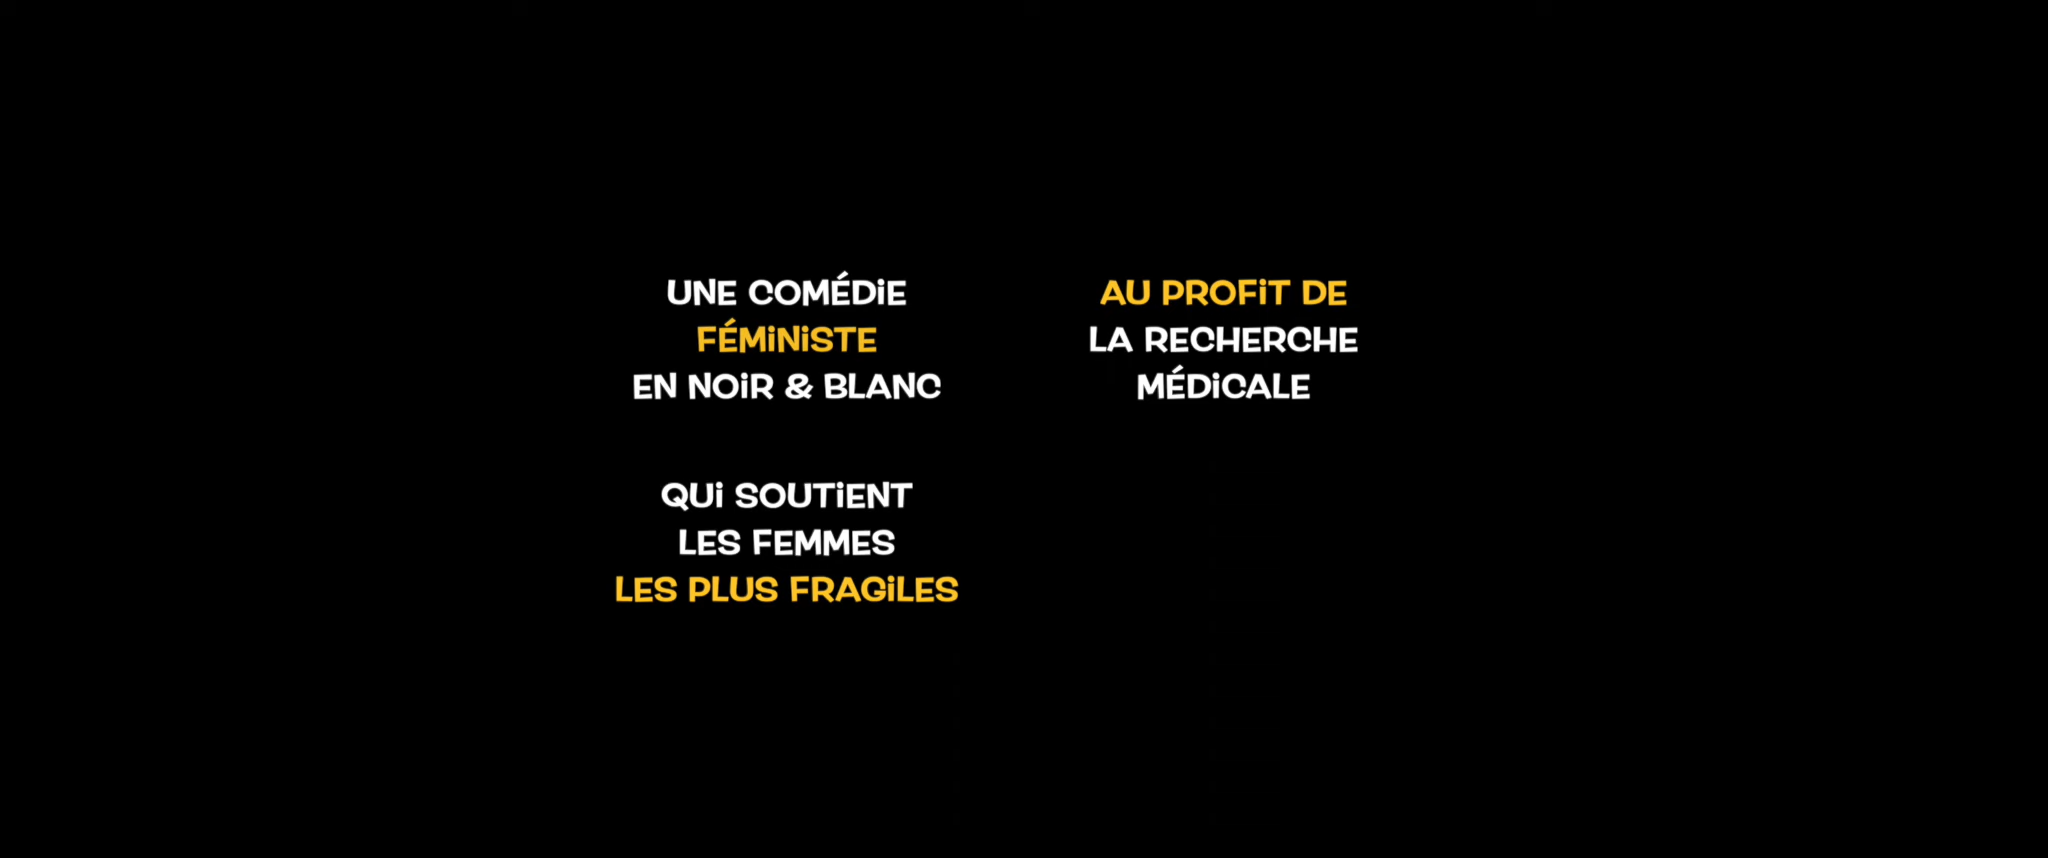 UNE COMÉDiE
FÉMiNiSTE
EN NOiR & BLANC
AU PROFiT DE
LA RECHERCHE
MÉDiCALE
QUi SOUTiENT
LES FEMMES
LES PLUS FRAGiLES